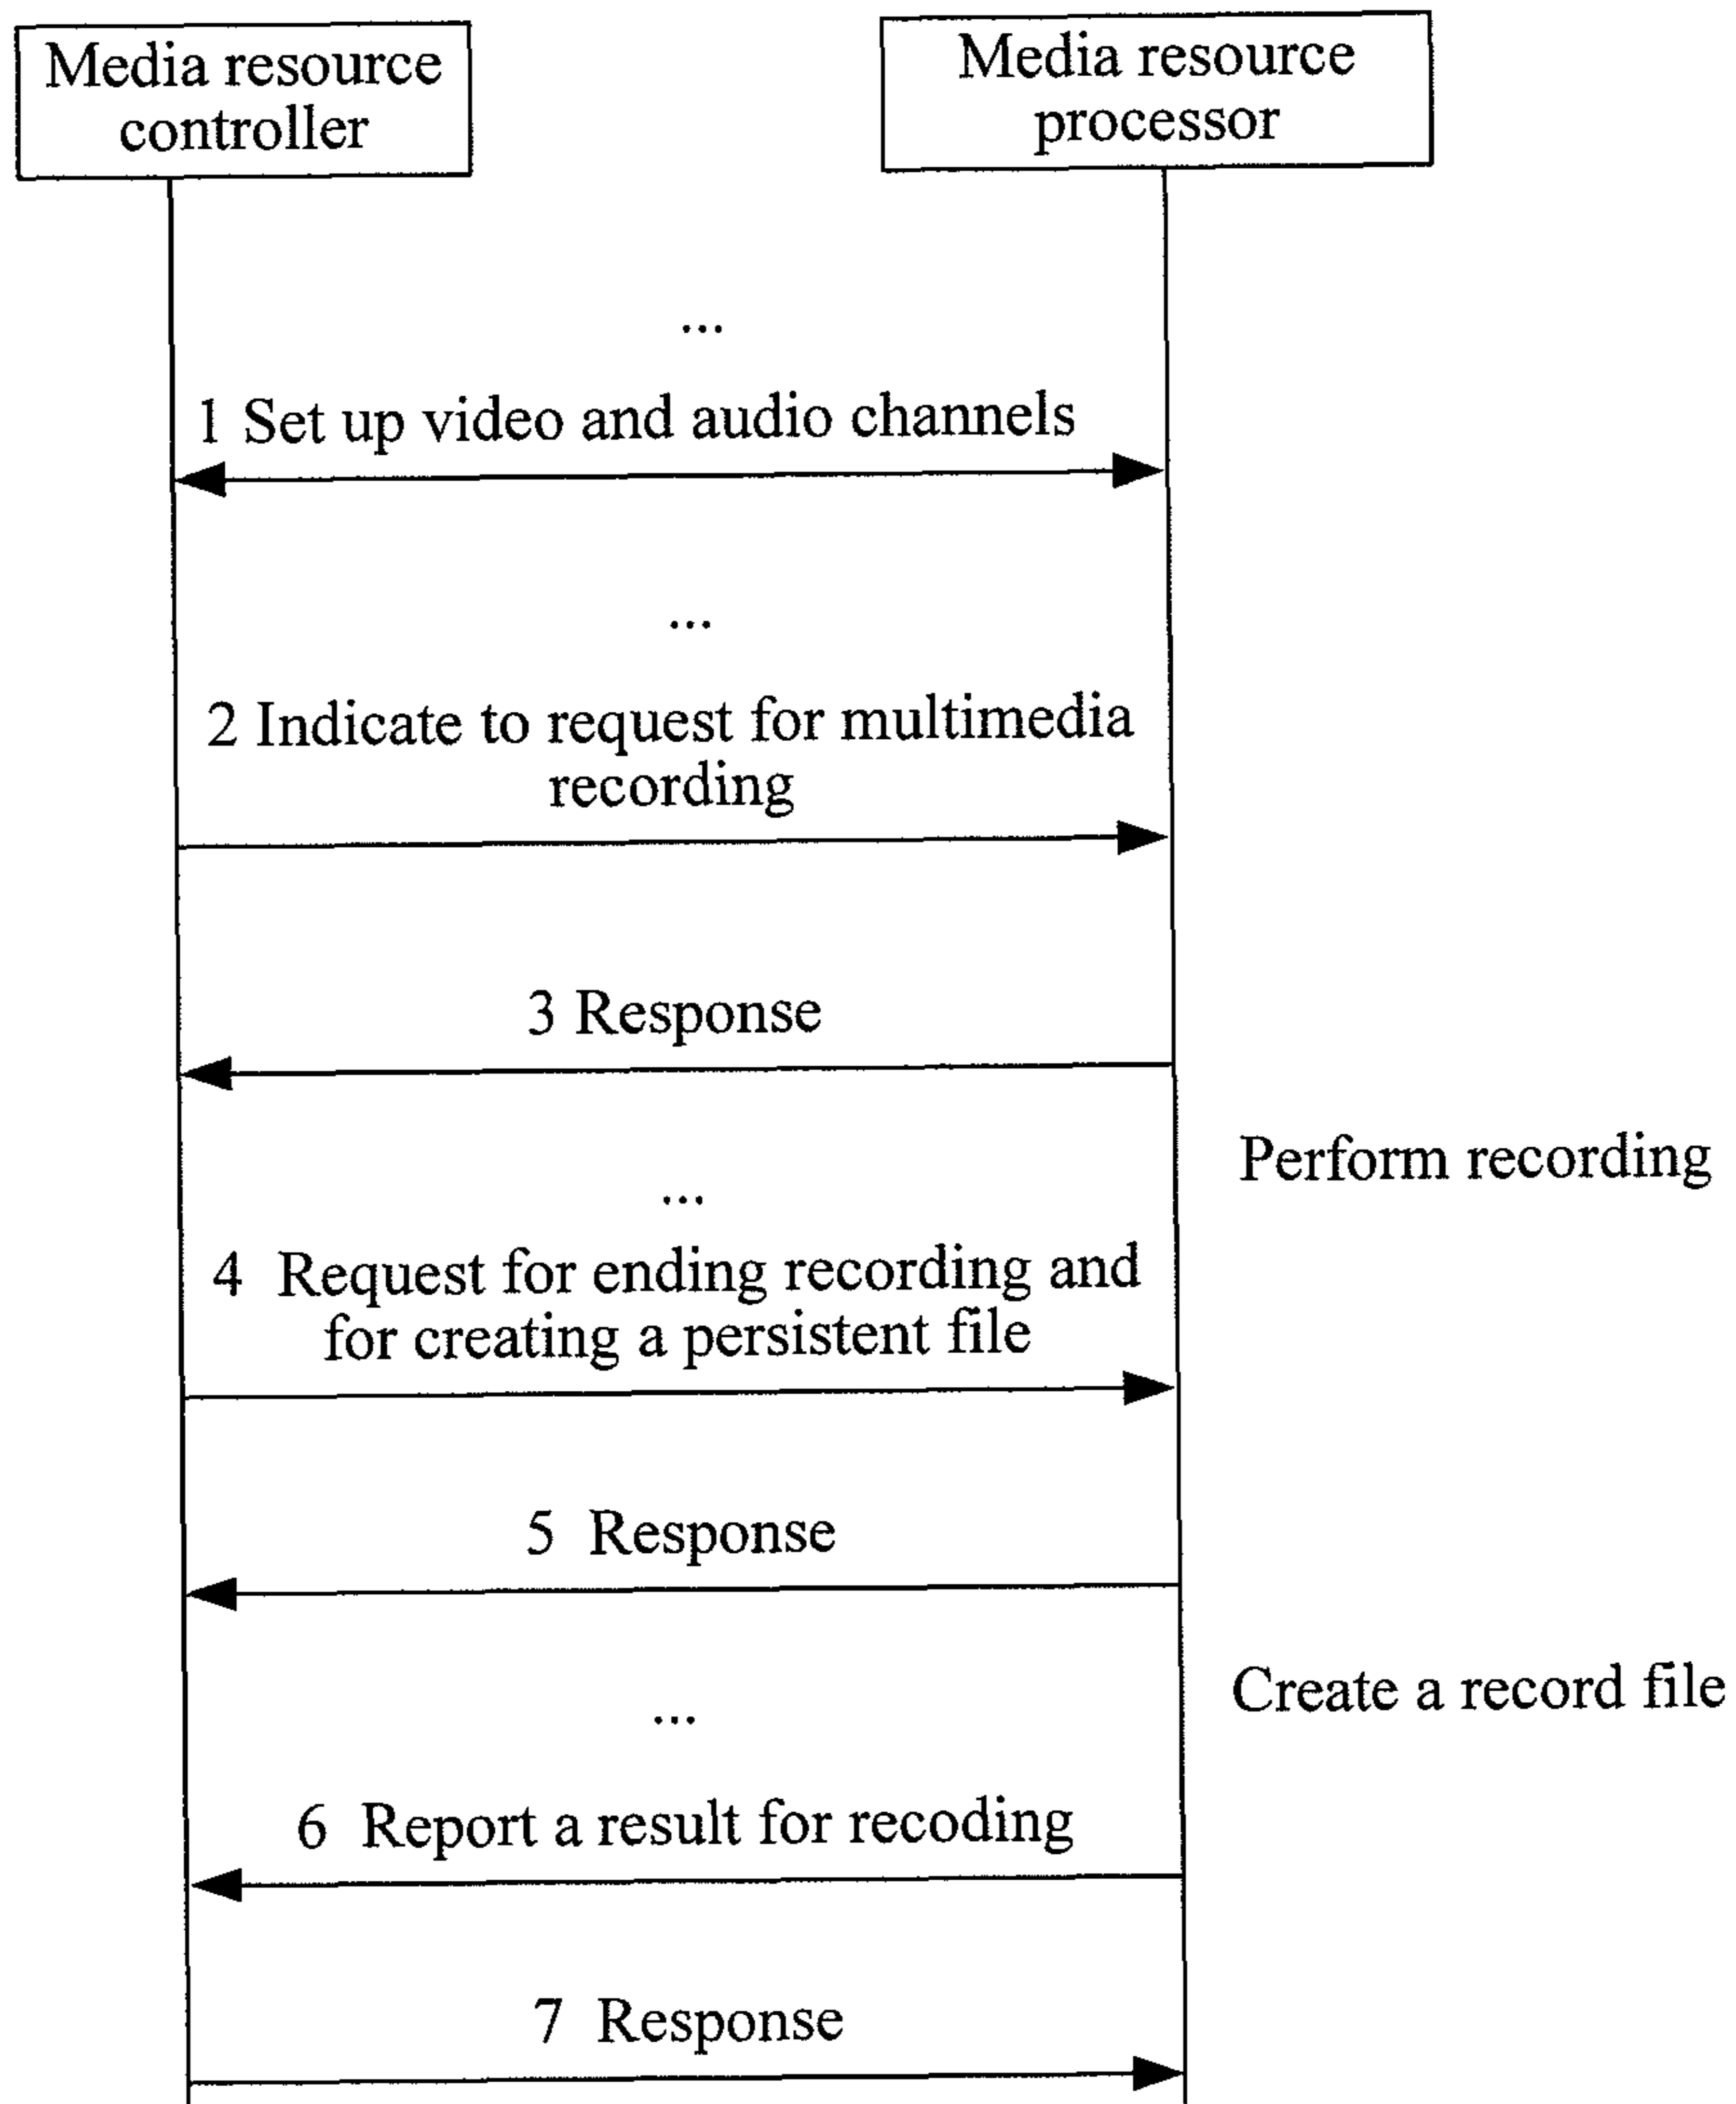 Media resource
controller
Media resource
processor
...
1 Set up video and audio channels
...
2 Indicate to request for multimedia
recording
3 Response
Perform recording
...
4 Request for ending recording and
for creating a persistent file
5 Response
Create a record file
...
6 Report a result for recoding
7 Response